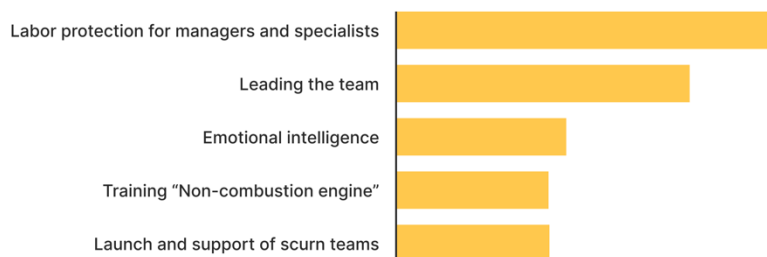 Labor protection for managers and specialists
Leading the team
Emotional intelligence
Training “Non-combustion engine”
Launch and support of scurn teams